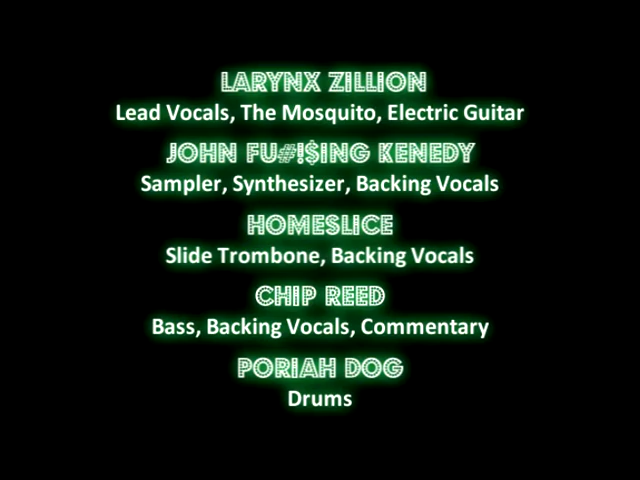 LARYNX ZILLION
Lead Vocals, The Mosquito, Electric Guitar
JOHN FU#!$ING KENEDY
Sampler, Synthesizer, Backing Vocals
HOMESLICE
Slide Trombone, Backing Vocals
CHIP REED
Bass, Backing Vocals, Commentary
PORIAH DOG
Drums